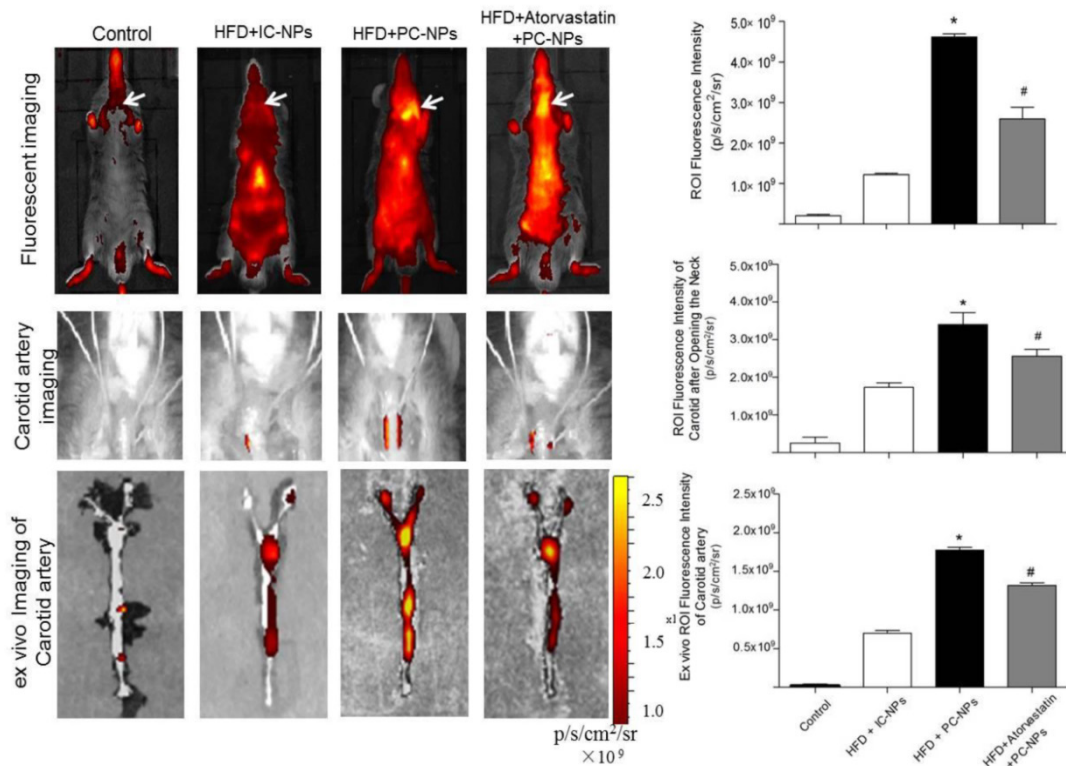 Control
HFD+IC-NPs
HFD+PC-NPs
HFD+Atorvastatin
+PC-NPs
Fluorescent imaging
Carotid artery
imaging
ex vivo Imaging of
Carotid artery
2.5
2.0
1.5
1.0
p/s/cm²/sr
×10⁹
ROI Fluorescence Intensity
(p/s/cm²/sr)
5.0×10⁹
4.0×10⁹
3.0×10⁹
2.0×10⁹
1.0×10⁹
*
#
ROI Fluorescence Intensity of
Carotid after Opening the Neck
(p/s/cm²/sr)
5.0×10⁹
4.0×10⁹
3.0×10⁹
2.0×10⁹
1.0×10⁹
*
#
Ex vivo ROI Fluorescence Intensity
of Carotid artery
(p/s/cm²/sr)
2.5×10⁹
2.0×10⁹
1.5×10⁹
1.0×10⁹
0.5×10⁹
*
#
Control
HFD + IC-NPs
HFD + PC-NPs
HFD+Atorvastatin
+PC-NPs